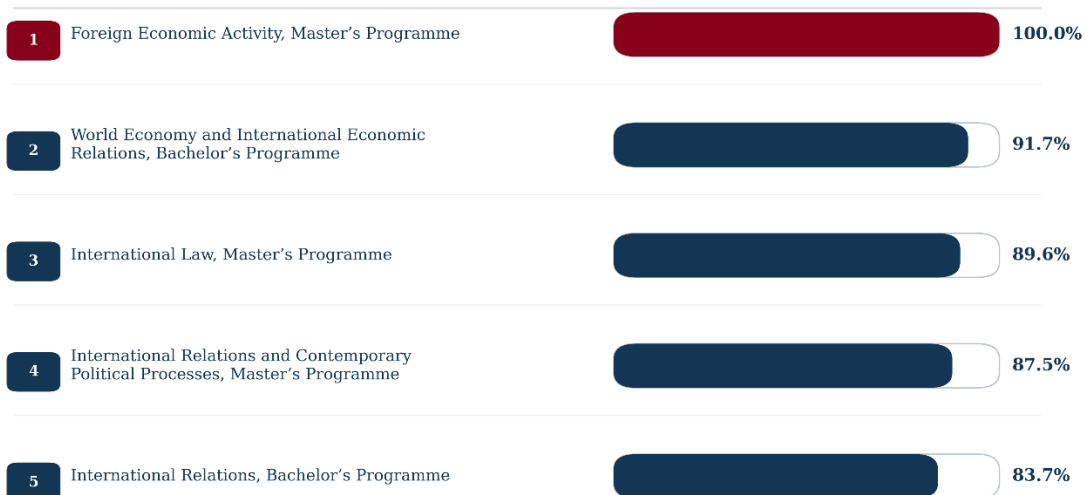 1
Foreign Economic Activity, Master’s Programme
100.0%
2
World Economy and International Economic
Relations, Bachelor’s Programme
91.7%
3
International Law, Master’s Programme
89.6%
4
International Relations and Contemporary
Political Processes, Master’s Programme
87.5%
5
International Relations, Bachelor’s Programme
83.7%